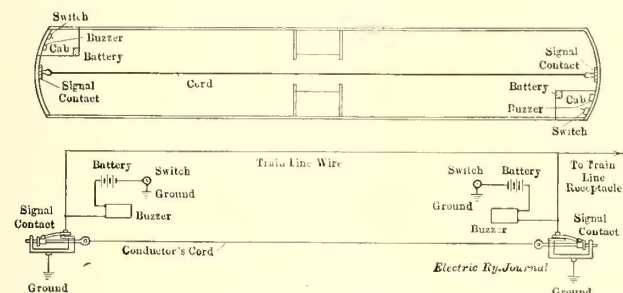 Switch
Cab
Buzzer
Battery
Signal
Contact
Cord
Signal
Contact
Battery
Cab
Buzzer
Switch
Train Line Wire
To Train
Line
Receptacle
Battery
Switch
Ground
Buzzer
Signal
Contact
Switch
Battery
Ground
Buzzer
Signal
Contact
Conductor's Cord
Electric Ry. Journal
Ground
Ground